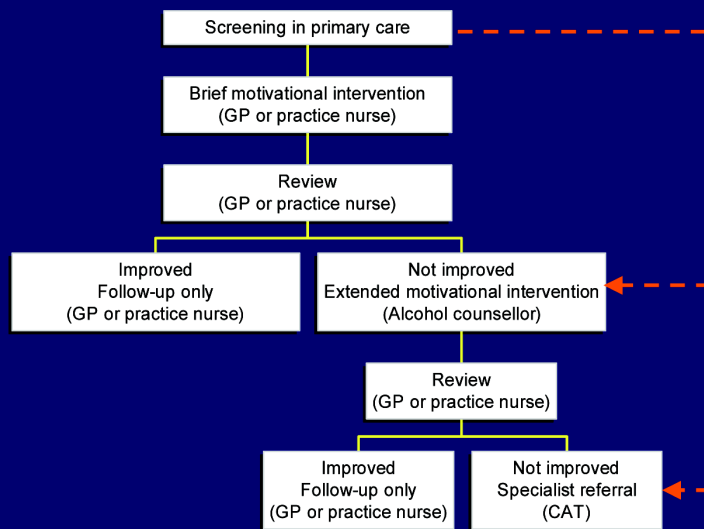 Screening in primary care
Brief motivational intervention
(GP or practice nurse)
Review
(GP or practice nurse)
Improved
Follow-up only
(GP or practice nurse)
Not improved
Extended motivational intervention
(Alcohol counsellor)
Review
(GP or practice nurse)
Improved
Follow-up only
(GP or practice nurse)
Not improved
Specialist referral
(CAT)